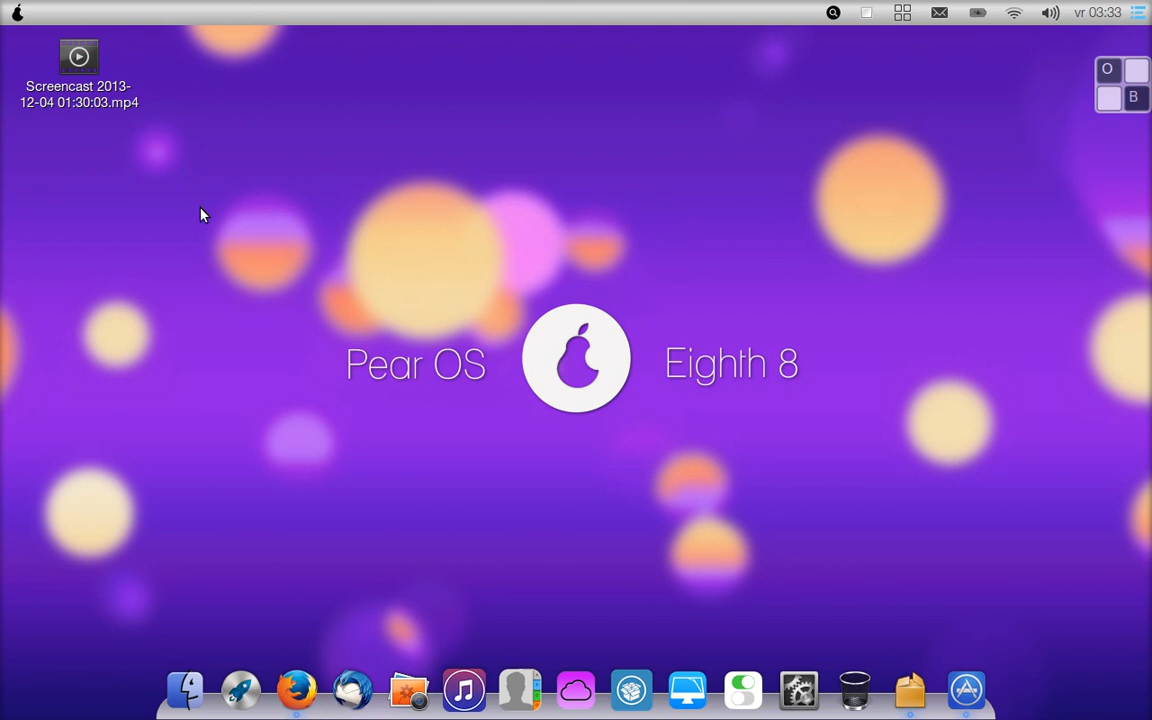 vr 03:33
Screencast 2013-
12-04 01:30:03.mp4
O
B
Pear OS
Eighth 8